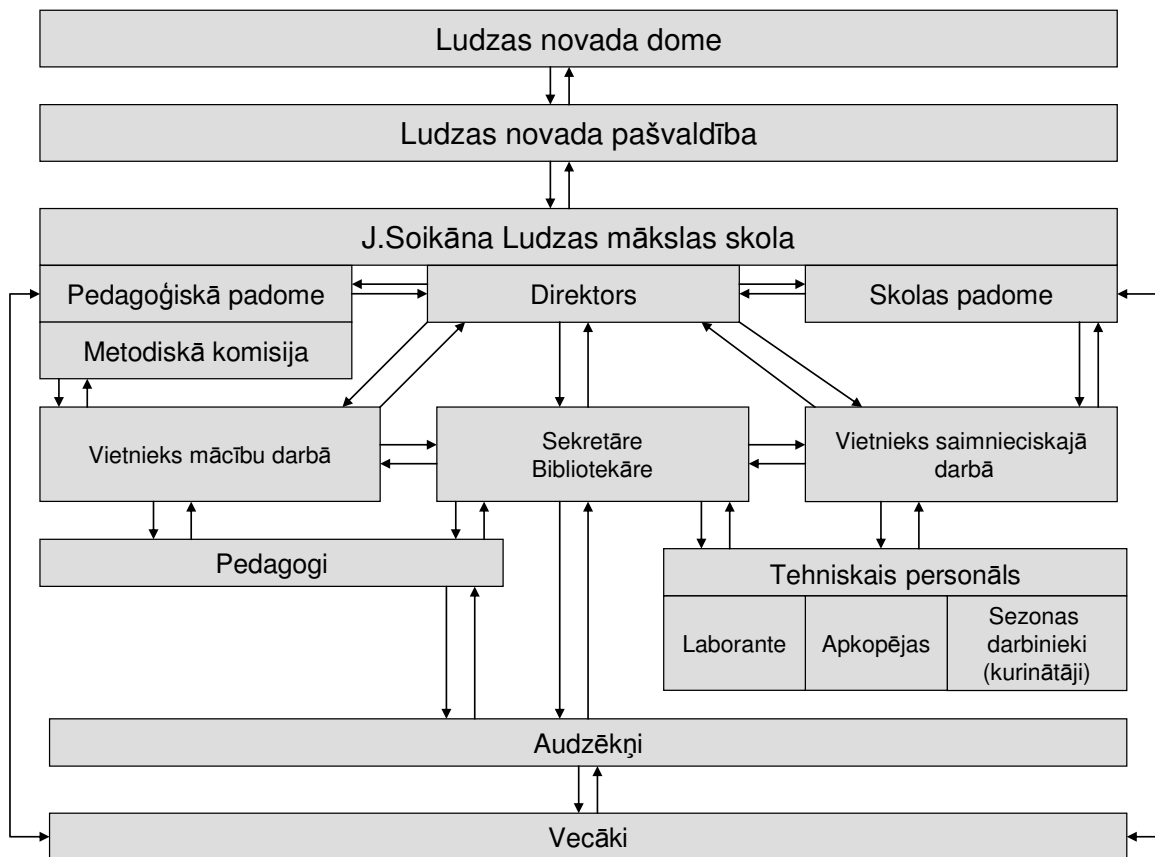 Ludzas novada dome
Ludzas novada pašvaldība
J.Soikāna Ludzas mākslas skola
Pedagoģiskā padome
Direktors
Skolas padome
Metodiskā komisija
Vietnieks mācību darbā
Sekretāre
Bibliotekāre
Vietnieks saimnieciskajā
darbā
Pedagogi
Tehniskais personāls
Laborante
Apkopējas
Sezonas
darbinieki
(kurinātāji)
Audzēkņi
Vecāki